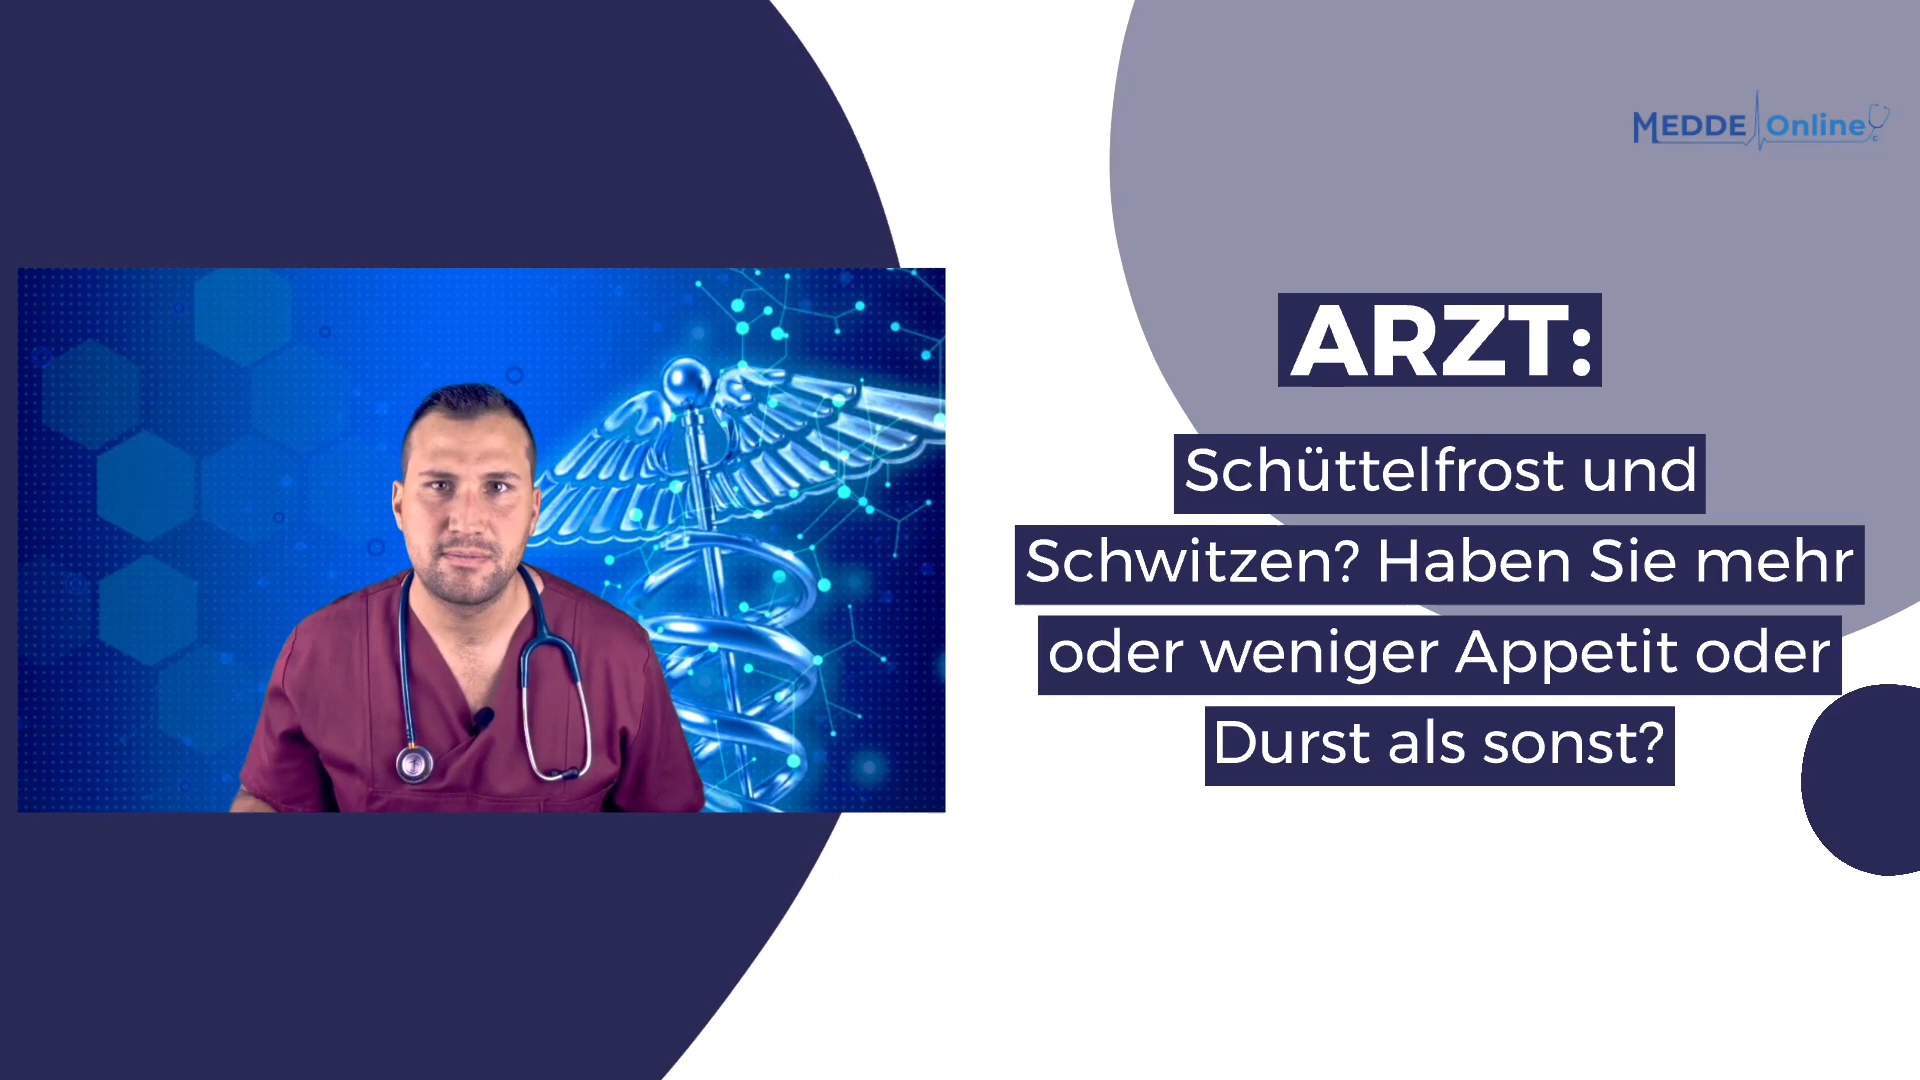 MEDDE Online
ARZT:
Schüttelfrost und
Schwitzen? Haben Sie mehr
oder weniger Appetit oder
Durst als sonst?